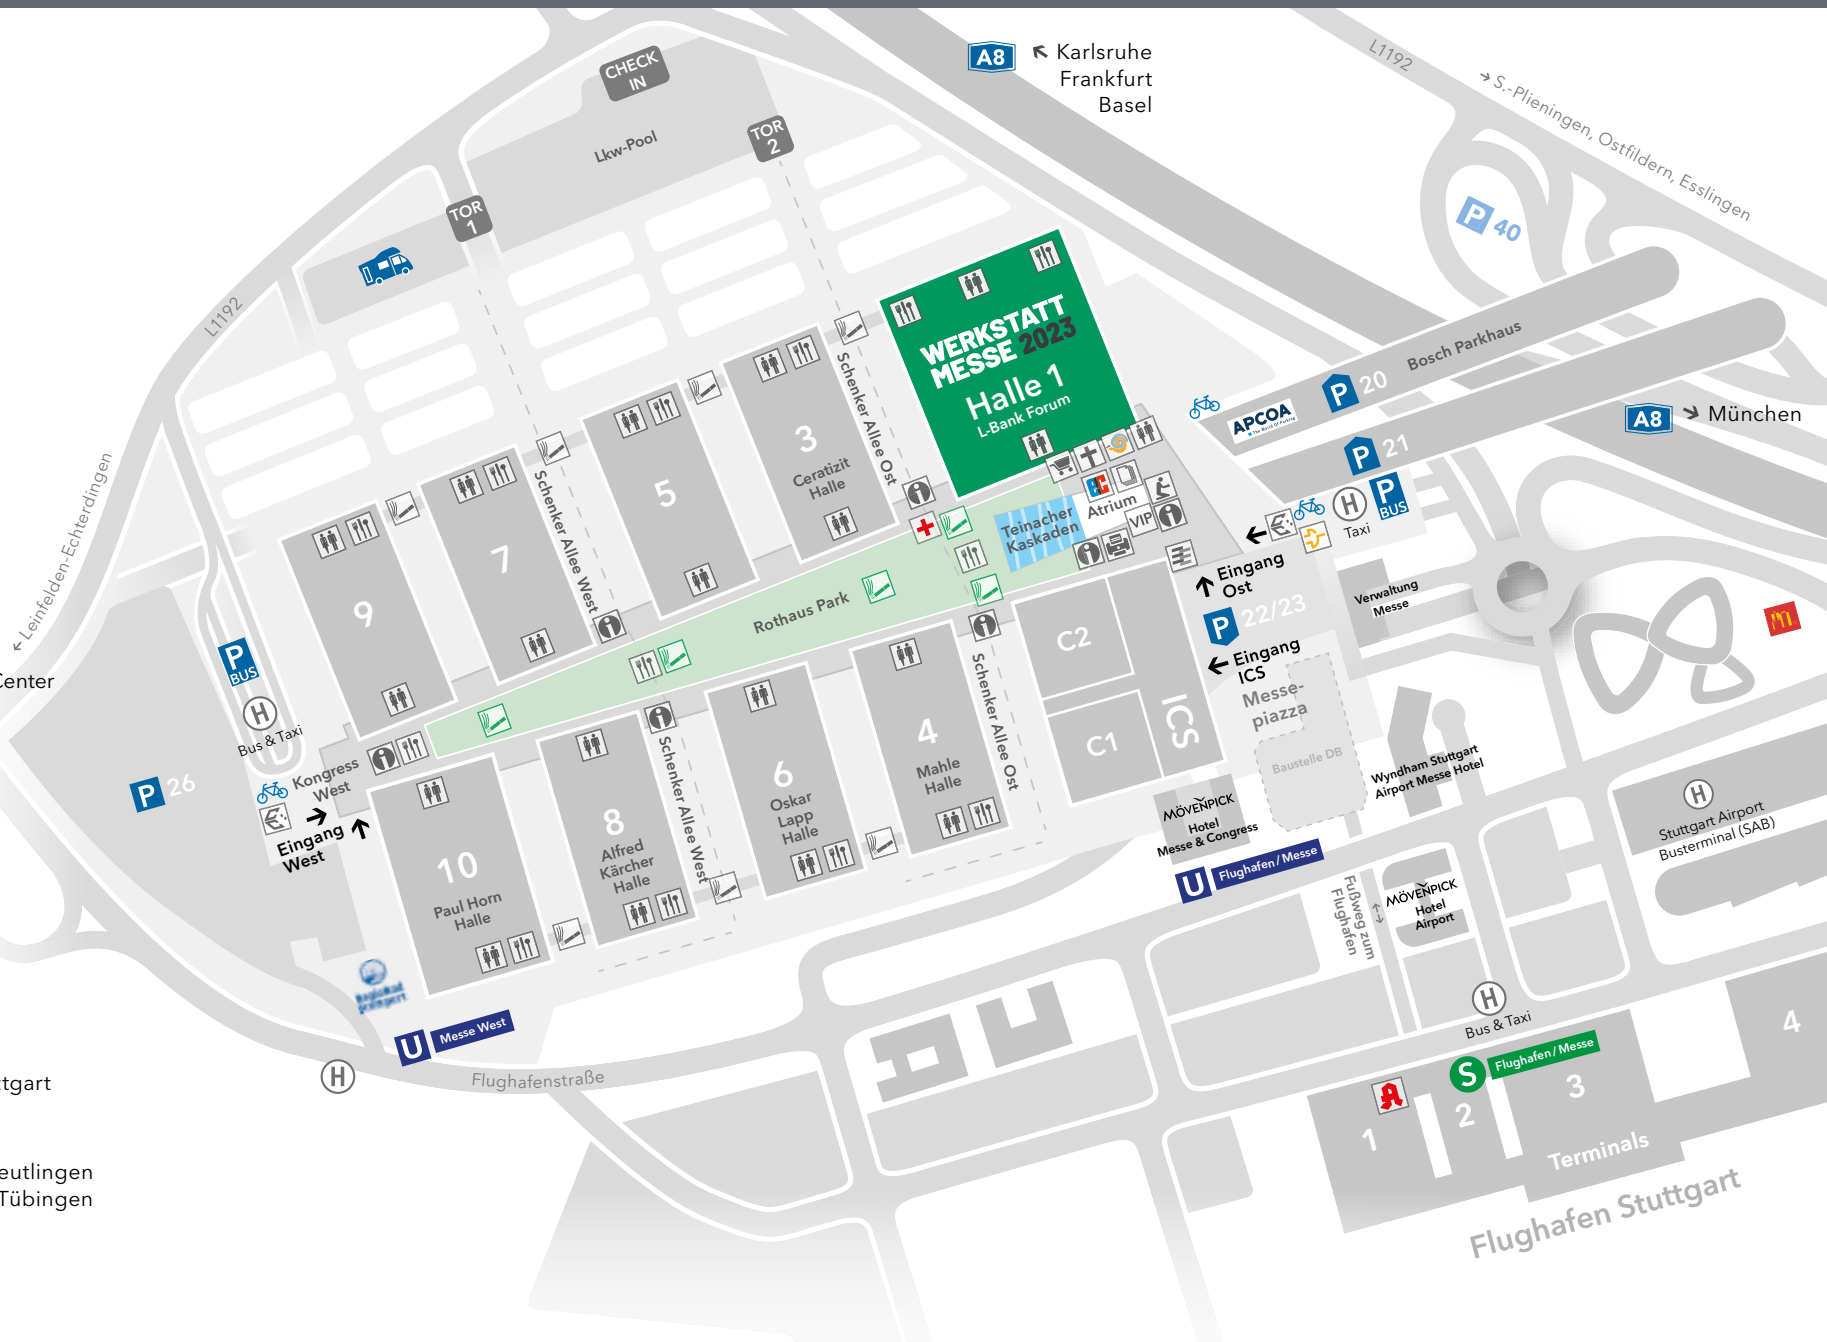 CHECK
IN
Lkw-Pool
TOR
1
TOR
2
A8
Karlsruhe
Frankfurt
Basel
L1192
S.-Plieningen, Ostfildern, Esslingen
P 40
L1192
Leinfelden-Echterdingen
WERKSTATT
MESSE 2023
Halle 1
L-Bank Forum
Bosch Parkhaus
P 20
APCOA
P 21
A8
München
3
Ceratizit
Halle
Schenker Allee Ost
5
Schenker Allee West
7
9
Teinacher
Kaskaden
Atrium
EC
VIP
H
Taxi
P
BUS
Eingang
Ost
P 22/23
Eingang
ICS
Verwaltung
Messe
Messe-
piazza
Baustelle DB
Rothaus Park
C2
C1
ICS
P
BUS
H
Bus & Taxi
Center
P 26
Kongress
West
Eingang
West
10
Paul Horn
Halle
8
Alfred
Kärcher
Halle
Schenker Allee West
6
Oskar
Lapp
Halle
4
Mahle
Halle
Schenker Allee Ost
MÖVENPICK
Hotel
Messe & Congress
U Flughafen / Messe
Wyndham Stuttgart
Airport Messe Hotel
H
Stuttgart Airport
Busterminal (SAB)
Fußweg zum
Flughafen
MÖVENPICK
Hotel
Airport
U Messe West
H
Flughafenstraße
H
Bus & Taxi
S Flughafen / Messe
1
2
3
4
Terminals
Flughafen Stuttgart
ttgart
eutlingen
Tübingen